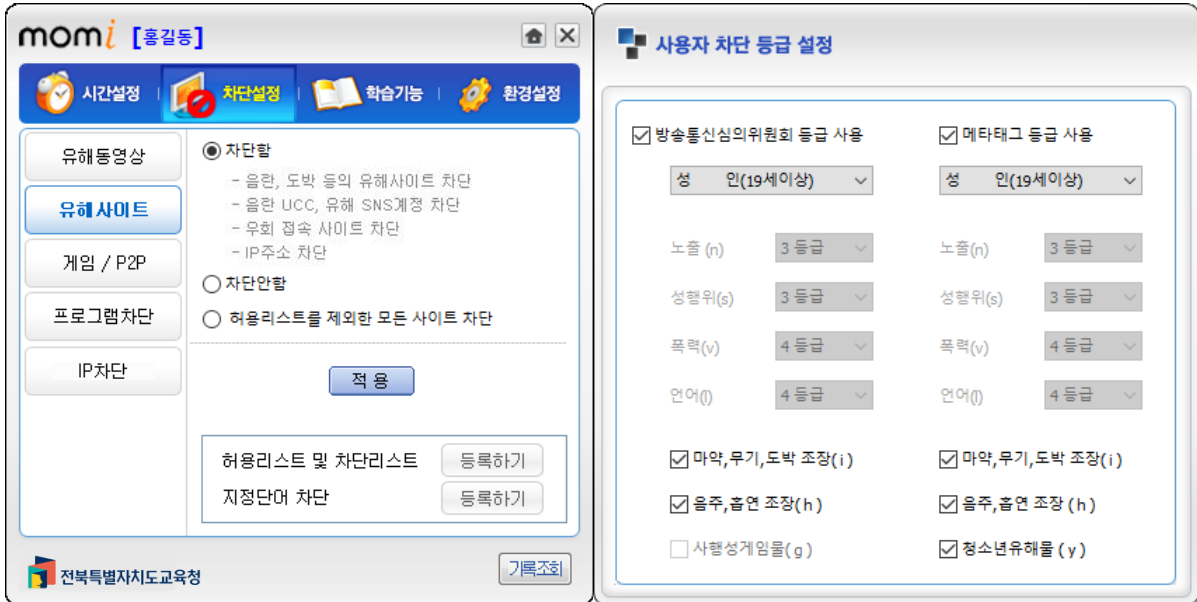 momi [홍길동]
시간설정 차단설정 학습기능 환경설정
유해동영상
유해사이트
게임 / P2P
프로그램차단
IP차단
차단함
- 음란, 도박 등의 유해사이트 차단
- 음란 UCC, 유해 SNS계정 차단
- 우회 접속 사이트 차단
- IP주소 차단
차단안함
허용리스트를 제외한 모든 사이트 차단
적 용
허용리스트 및 차단리스트 등록하기
지정단어 차단 등록하기
전북특별자치도교육청 기록조회
사용자 차단 등급 설정
방송통신심의위원회 등급 사용 메타태그 등급 사용
성 인(19세이상) 성 인(19세이상)
노출 (n) 3 등급 노출(n) 3 등급
성행위(s) 3 등급 성행위(s) 3 등급
폭력(v) 4 등급 폭력(v) 4 등급
언어(l) 4 등급 언어(l) 4 등급
마약,무기,도박 조장(i) 마약,무기,도박 조장(i)
음주,흡연 조장(h) 음주,흡연 조장 (h)
사행성게임물(g) 청소년유해물 (y)